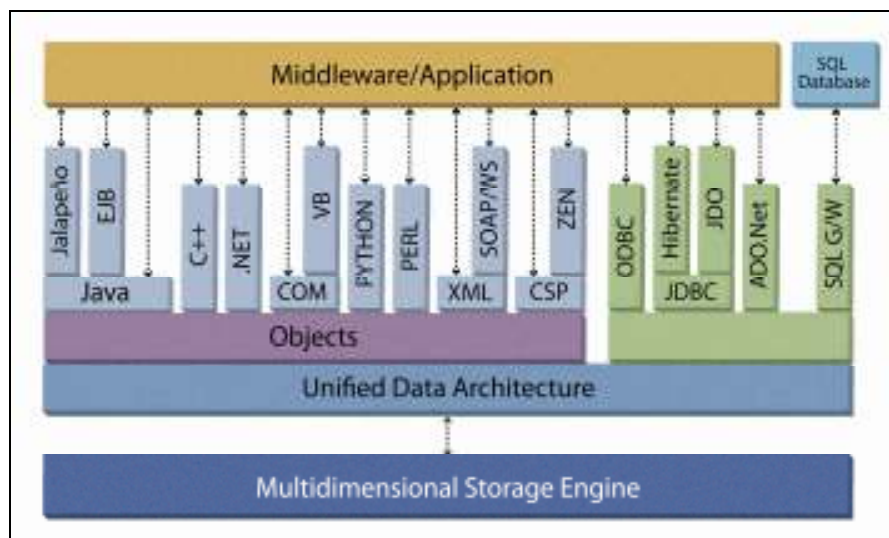 Middleware/Application
SQL
Database
Jalapeño
EJB
C++
.NET
VB
PYTHON
PERL
SOAP/WS
ZEN
ODBC
Hibernate
JDO
ADO.Net
SQL G/W
Java
COM
XML
CSP
JDBC
Objects
Unified Data Architecture
Multidimensional Storage Engine